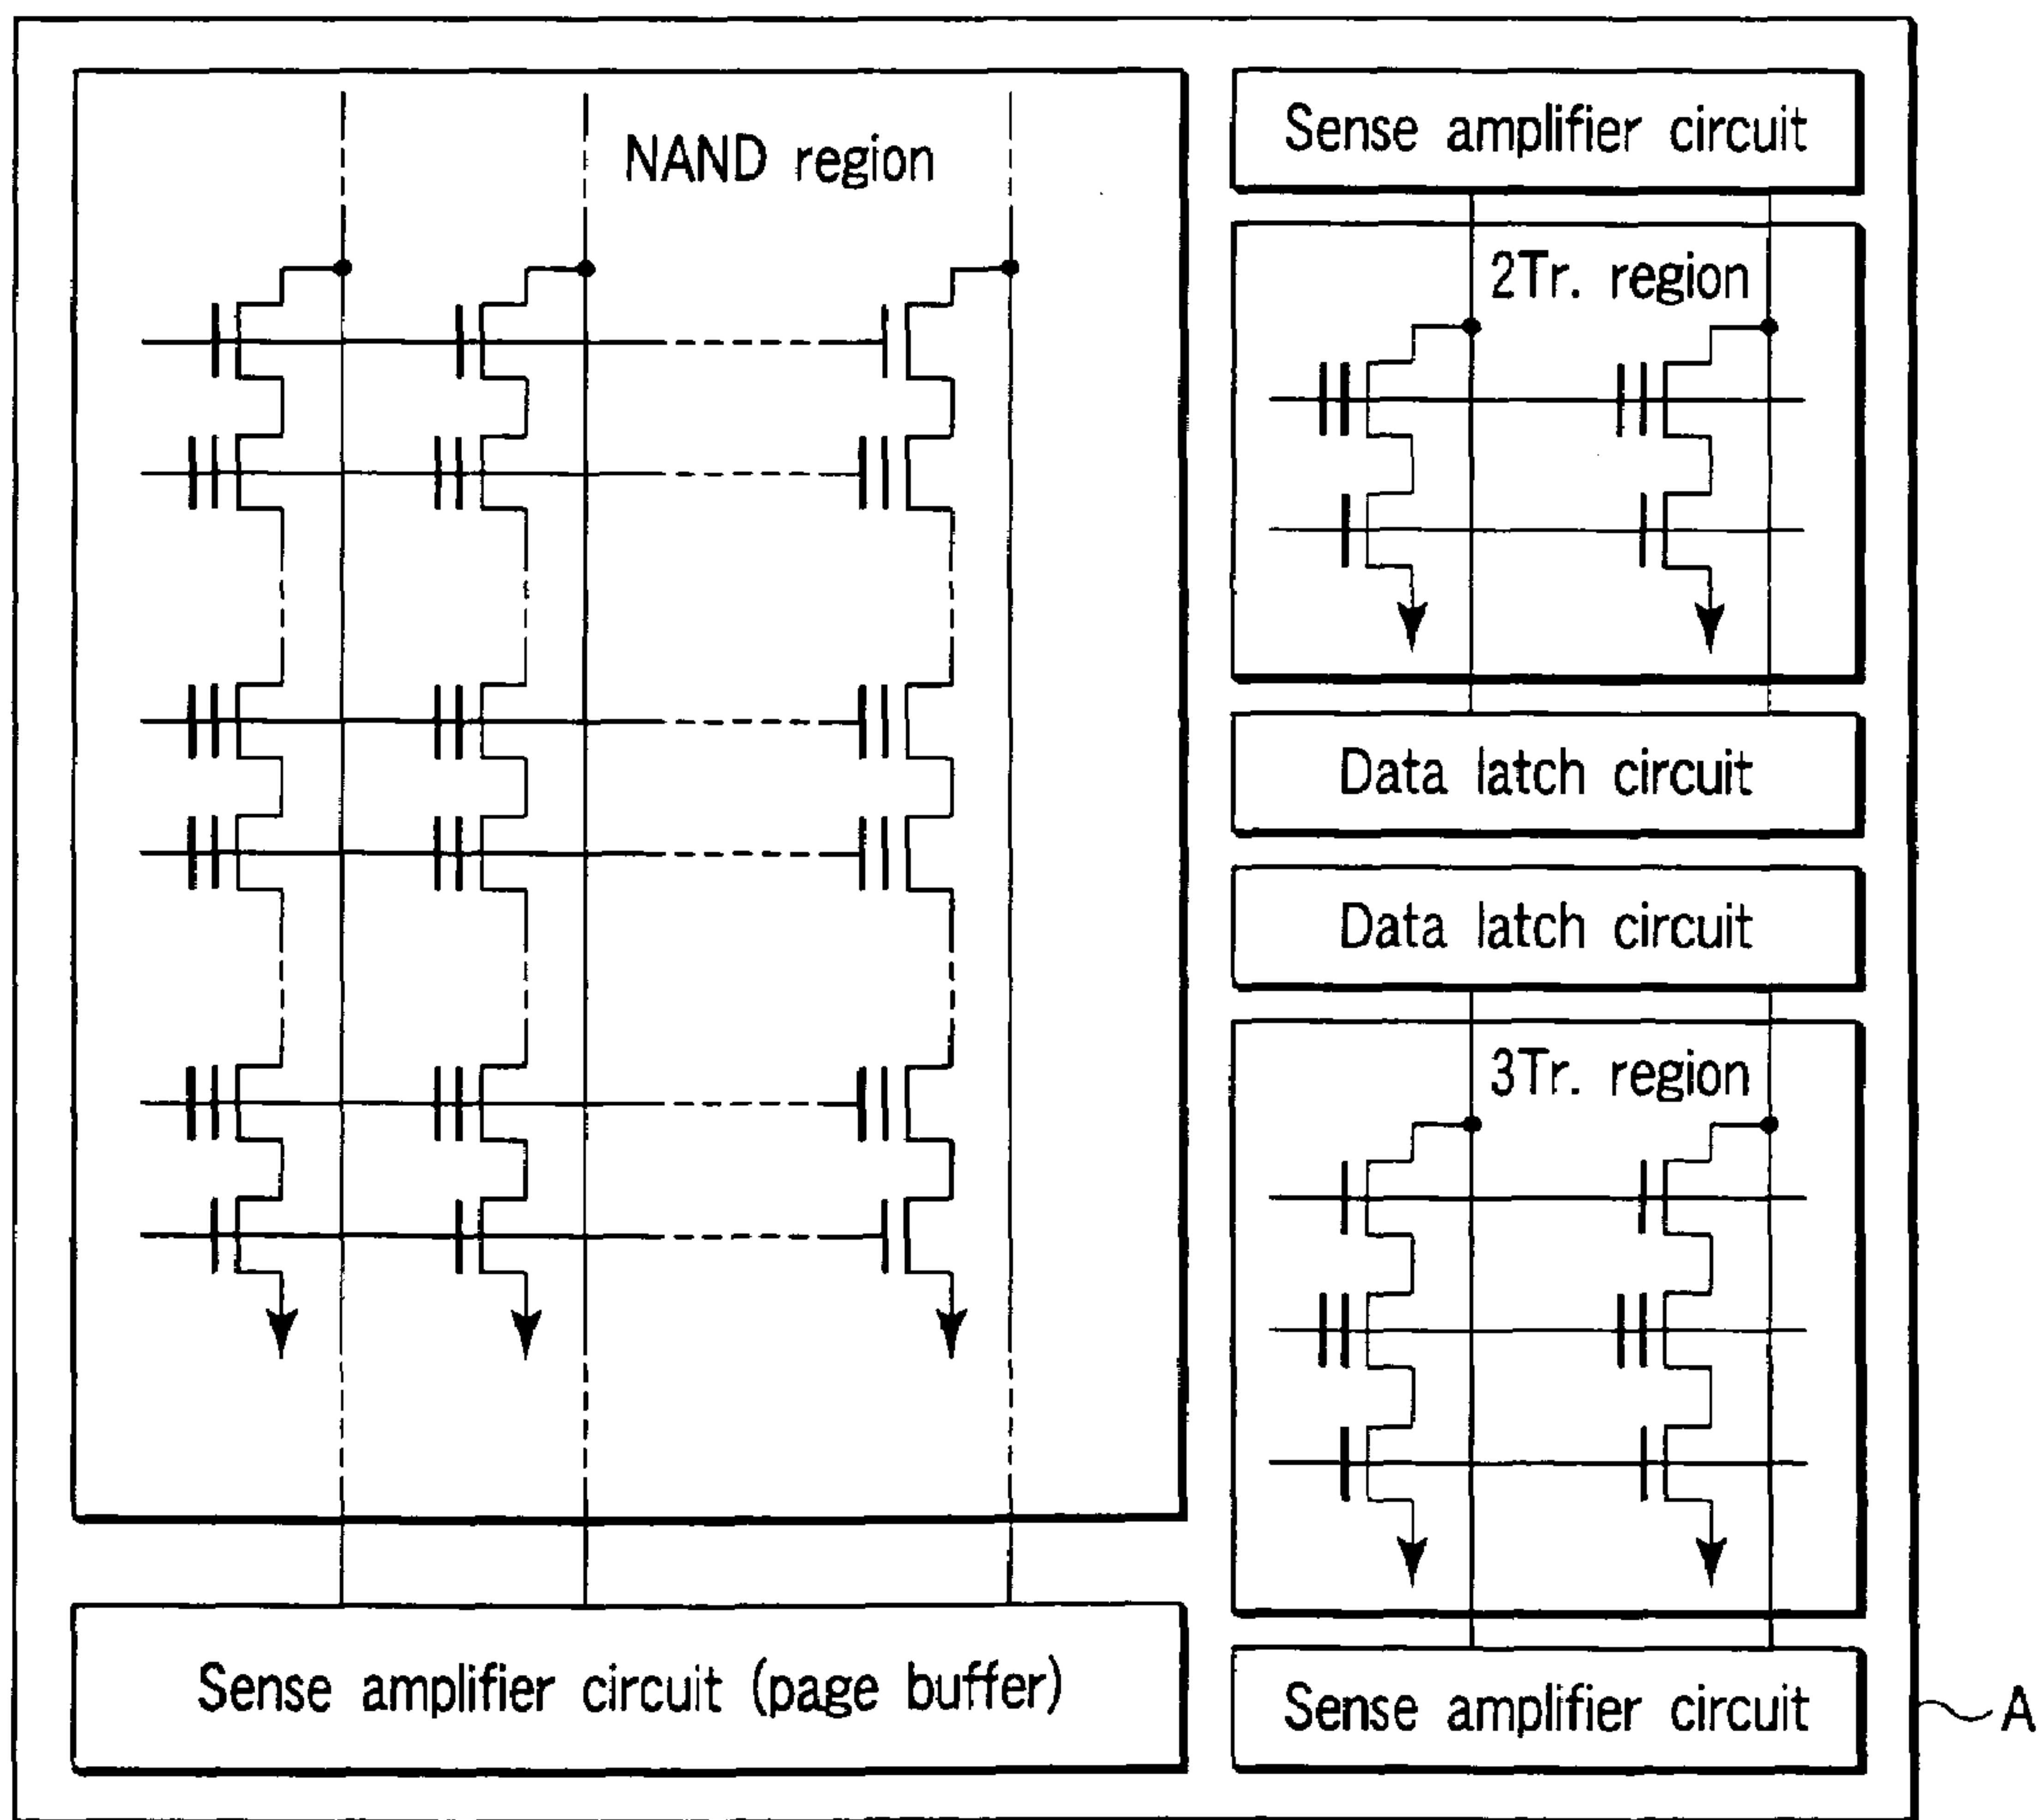 NAND region
Sense amplifier circuit (page buffer)
Sense amplifier circuit
2Tr. region
Data latch circuit
Data latch circuit
3Tr. region
Sense amplifier circuit
A